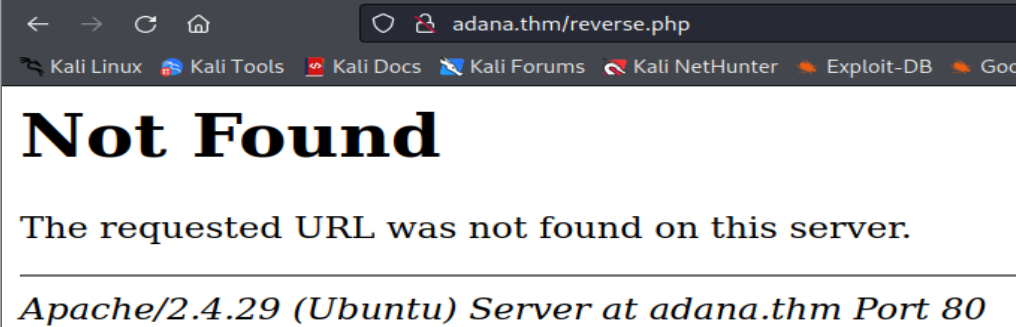 adana.thm/reverse.php
Kali Linux Kali Tools Kali Docs Kali Forums Kali NetHunter Exploit-DB Goo
Not Found
The requested URL was not found on this server.
Apache/2.4.29 (Ubuntu) Server at adana.thm Port 80